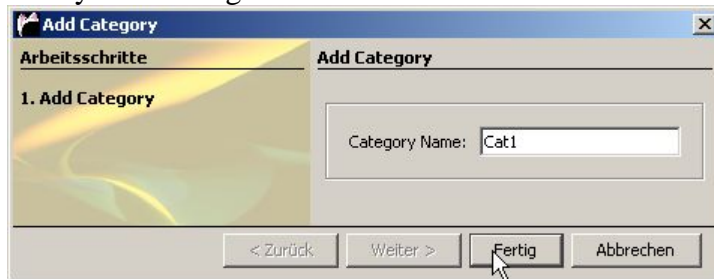 Add Category
Arbeitsschritte
Add Category
1. Add Category
Category Name: Cat1
< Zurück
Weiter >
Fertig
Abbrechen